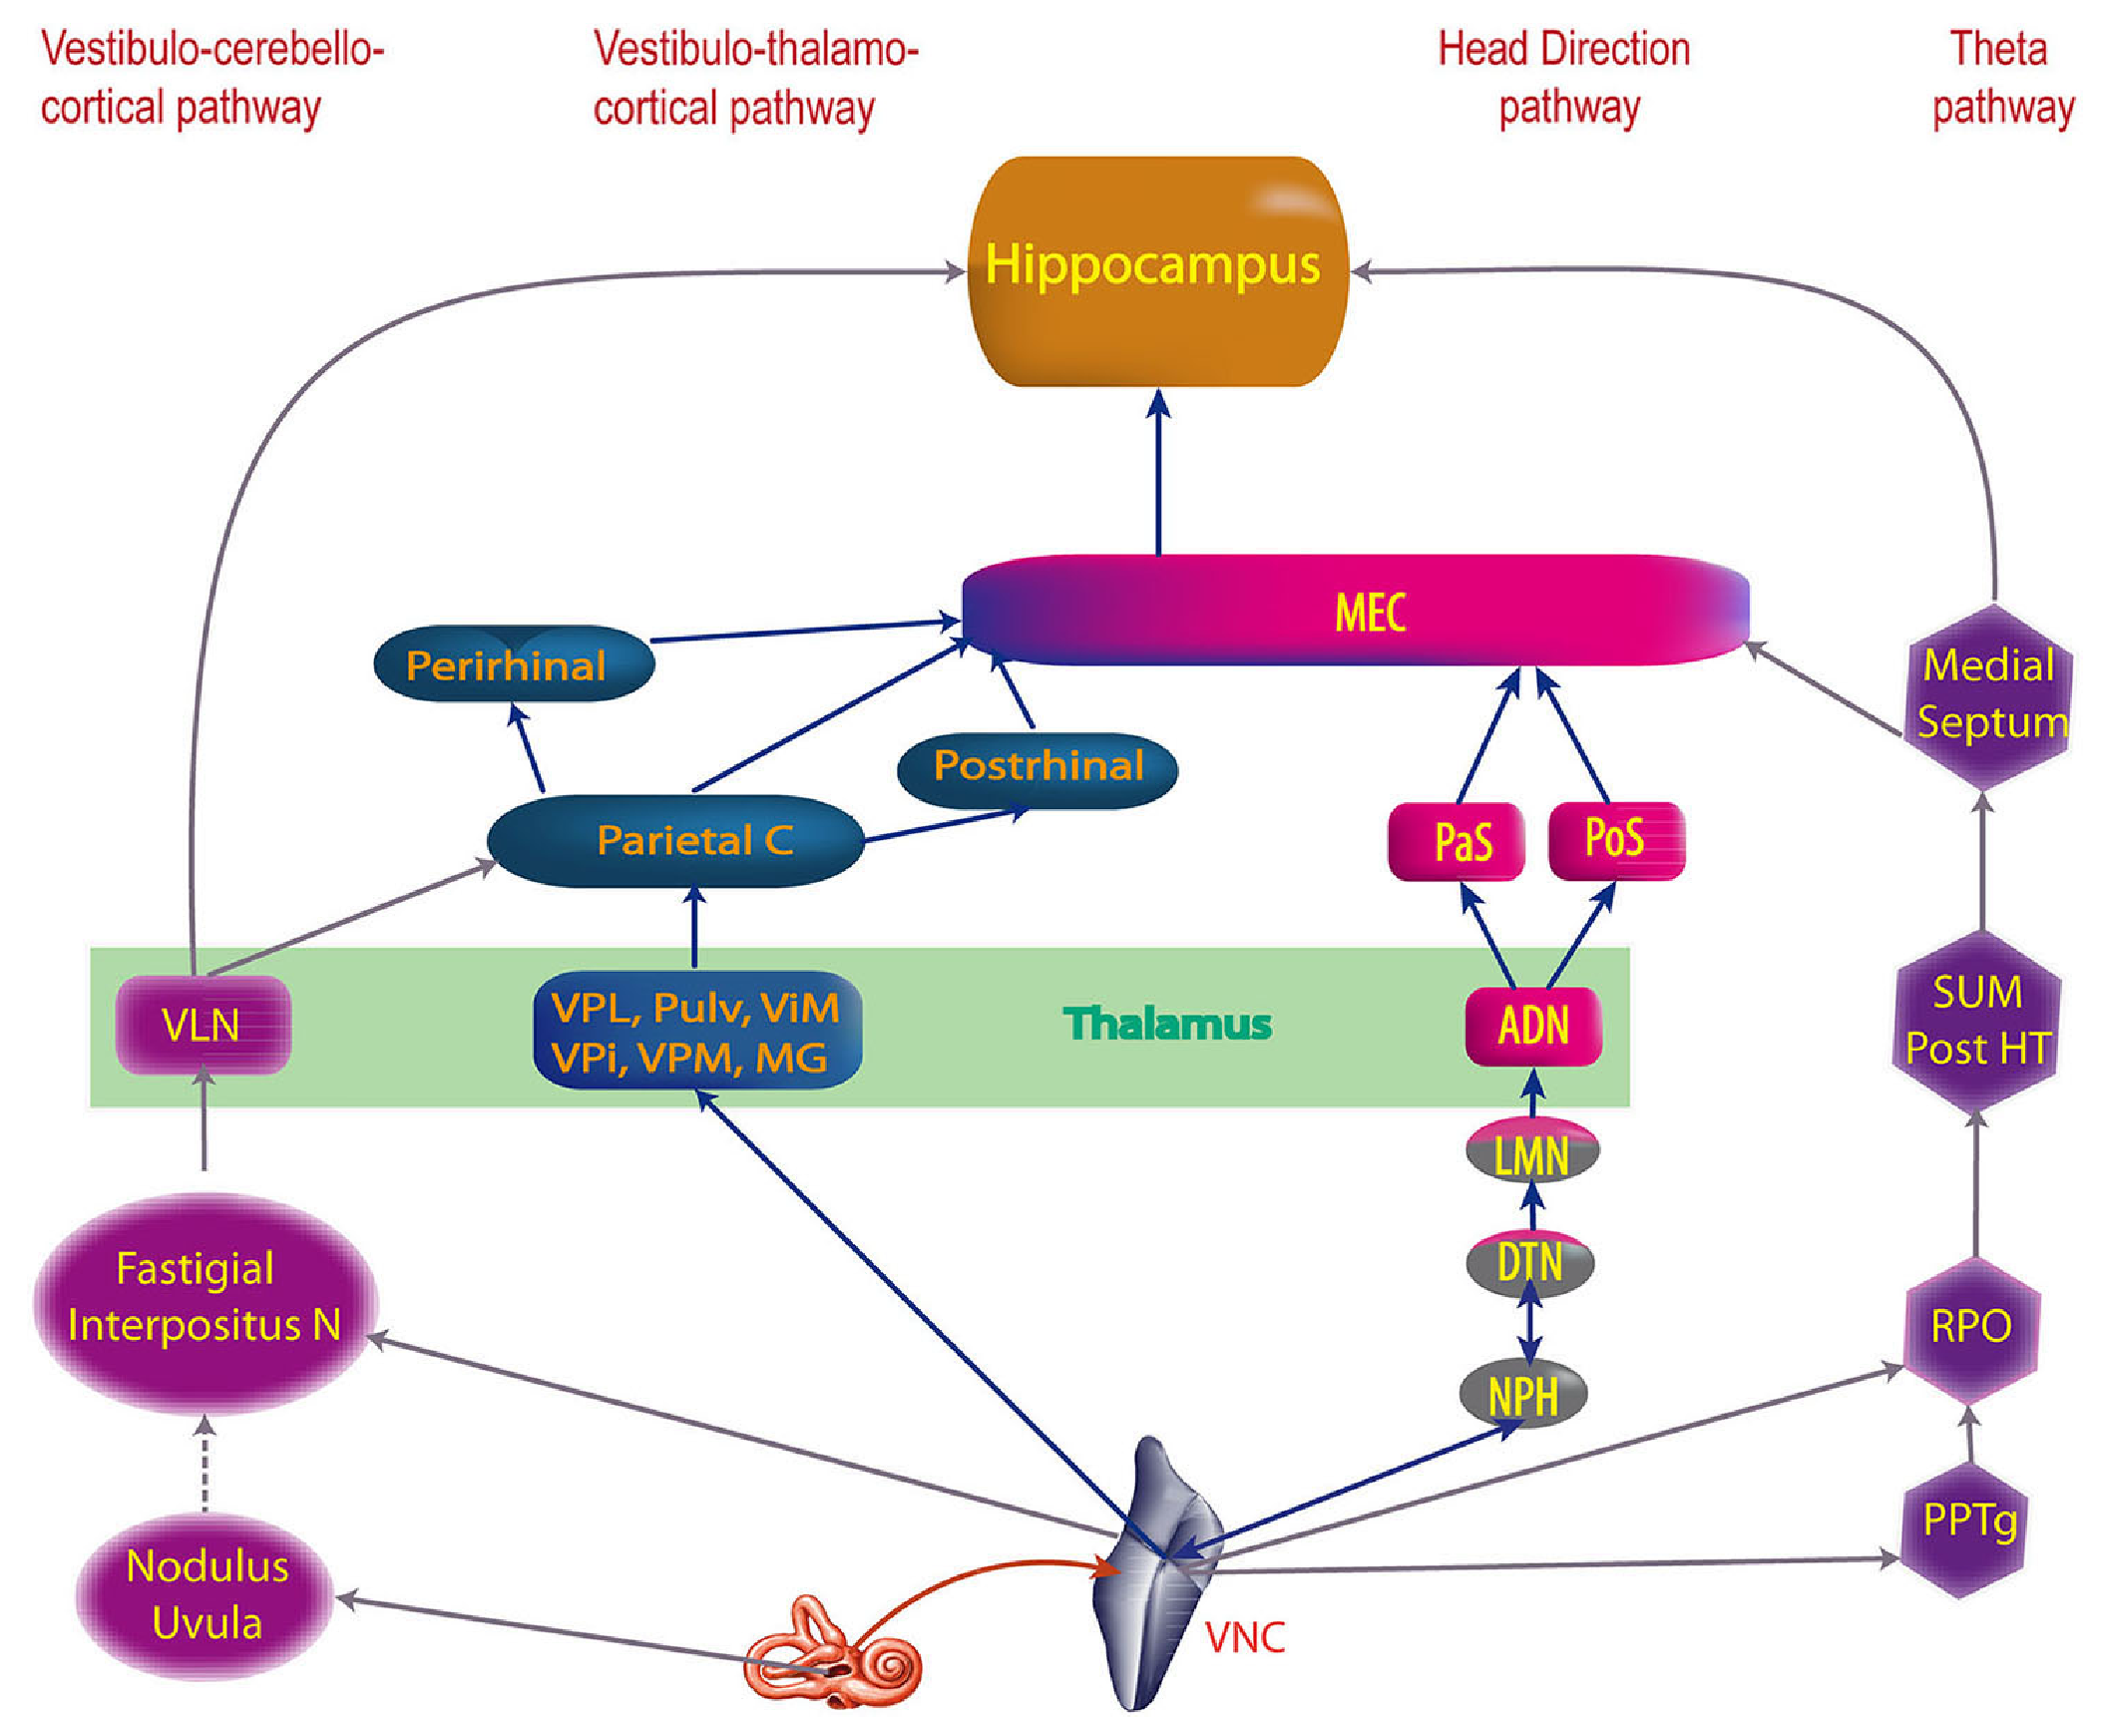 Vestibulo-cerebello-
cortical pathway
Vestibulo-thalamo-
cortical pathway
Head Direction
pathway
Theta
pathway
Hippocampus
MEC
Perirhinal
Medial
Septum
Postrhinal
Parietal C
PaS
PoS
VLN
VPL, Pulv, ViM
VPi, VPM, MG
Thalamus
ADN
SUM
Post HT
LMN
DTN
Fastigial
Interpositus N
RPO
NPH
PPTg
Nodulus
Uvula
VNC